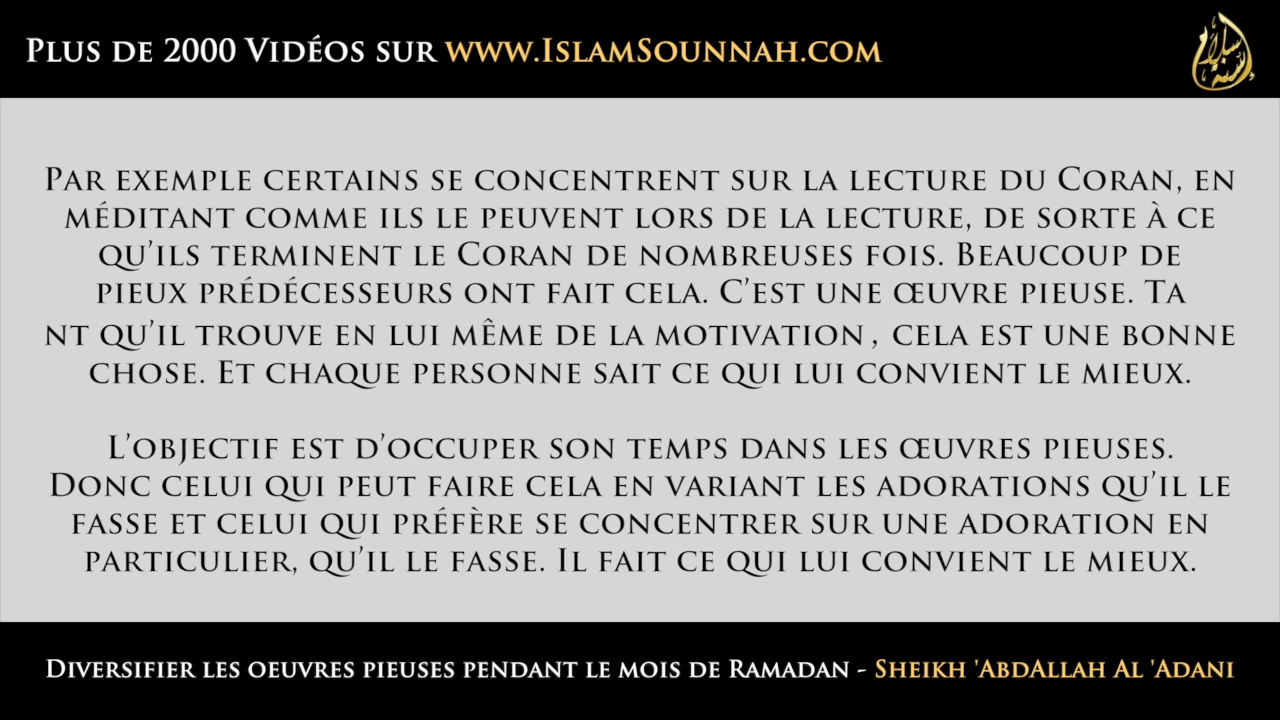 Plus de 2000 Vidéos sur www.IslamSounnah.com
Par exemple certains se concentrent sur la lecture du Coran, en
méditant comme ils le peuvent lors de la lecture, de sorte à ce
qu’ils terminent le Coran de nombreuses fois. Beaucoup de
pieux prédécesseurs ont fait cela. C’est une œuvre pieuse. Ta
nt qu’il trouve en lui même de la motivation, cela est une bonne
chose. Et chaque personne sait ce qui lui convient le mieux.
L’objectif est d’occuper son temps dans les œuvres pieuses.
Donc celui qui peut faire cela en variant les adorations qu’il le
fasse et celui qui préfère se concentrer sur une adoration en
particulier, qu’il le fasse. Il fait ce qui lui convient le mieux.
Diversifier les oeuvres pieuses pendant le mois de Ramadan - Sheikh 'AbdAllah Al 'Adani